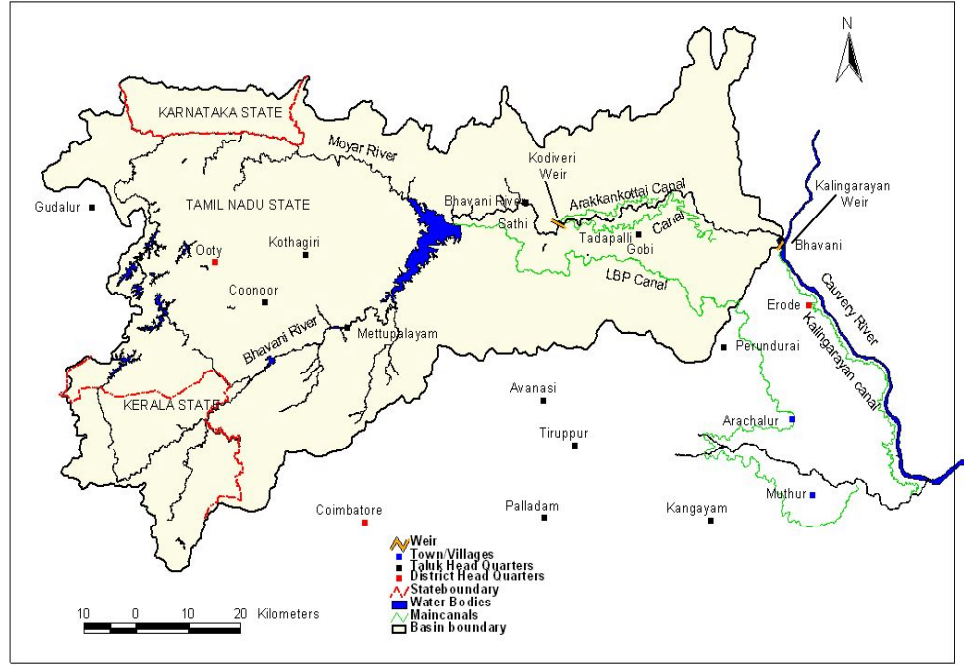 N
KARNATAKA STATE
Moyar River
Kodiveri
Weir
Arakkankottai Canal
Kalingarayan
Weir
Gudalur
TAMIL NADU STATE
Bhavani River
Sathi
Tadapalli
Canal
Gobi
Bhavani
Ooty
Kothagiri
Coonoor
LBP Canal
Cauvery River
Erode
Kalingarayan canal
Bhavani River
Mettupalayam
Perundurai
KERALA STATE
Avanasi
Arachalur
Tiruppur
Muthur
Coimbatore
Palladam
Kangayam
Weir
Town/Villages
Taluk Head Quarters
District Head Quarters
Stateboundary
Water Bodies
Maincanals
Basin boundary
10 0 10 20 Kilometers